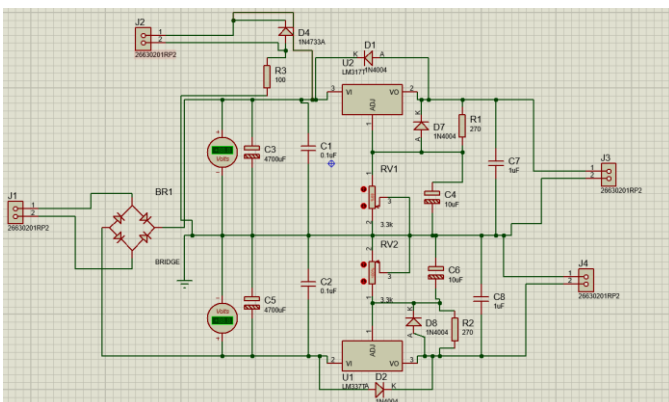 J2
1
2
26630201RP2
D4
1N4733A
R3
100
D1
K
A
1N4004
U2
LM317T
3
VI
VO
2
ADJ
1
D7
1N4004
K
A
R1
270
C3
4700uF
C1
0.1uF
Volts
RV1
1
3
2
3.3k
C4
10uF
C7
1uF
J3
1
2
26630201RP2
J1
1
2
26630201RP2
BR1
BRIDGE
RV2
2
3
1
3.3k
C6
10uF
J4
1
2
26630201RP2
C5
4700uF
C2
0.1uF
Volts
C8
1uF
D8
1N4004
K
A
R2
270
1
ADJ
2
VI
VO
3
U1
LM337T
D2
A
K
1N4004